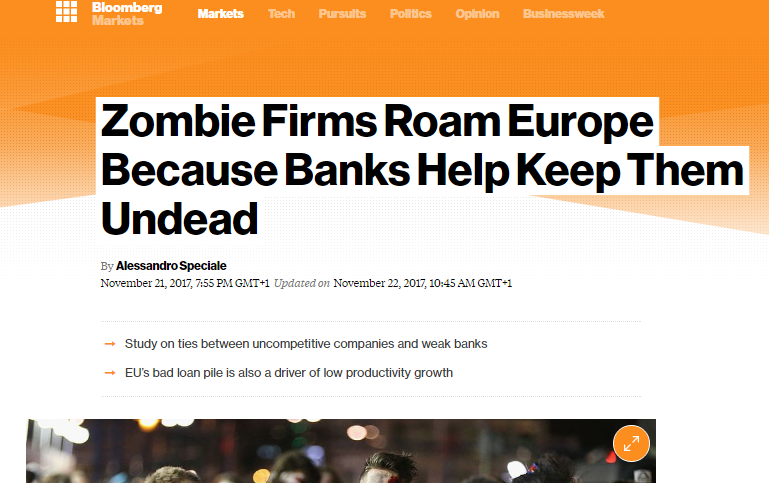 Bloomberg
Markets
Markets Tech Pursuits Politics Opinion Businessweek
Zombie Firms Roam Europe
Because Banks Help Keep Them
Undead
By Alessandro Speciale
November 21, 2017, 7:55 PM GMT+1 Updated on November 22, 2017, 10:45 AM GMT+1
→ Study on ties between uncompetitive companies and weak banks
→ EU’s bad loan pile is also a driver of low productivity growth